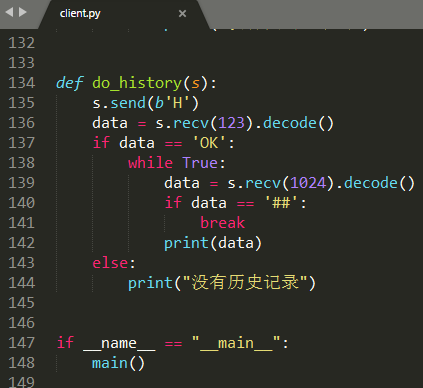 client.py
132
133
134 def do_history(s):
135     s.send(b'H')
136     data = s.recv(123).decode()
137     if data == 'OK':
138         while True:
139             data = s.recv(1024).decode()
140             if data == '##':
141                 break
142             print(data)
143     else:
144         print("没有历史记录")
145
146
147 if __name__ == "__main__":
148     main()
149